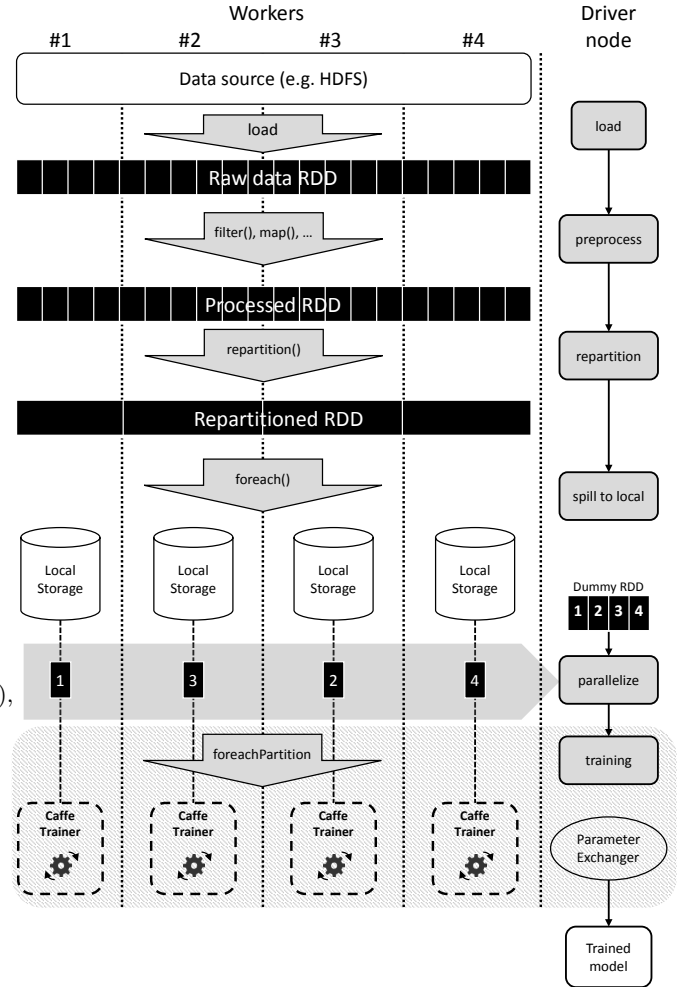 Workers
Driver
node
#1 #2 #3 #4
Data source (e.g. HDFS)
load
load
Raw data RDD
filter(), map(), …
preprocess
Processed RDD
repartition()
repartition
Repartitioned RDD
foreach()
spill to local
Local
Storage
Local
Storage
Local
Storage
Local
Storage
Dummy RDD
1 2 3 4
),
1
3
2
4
parallelize
foreachPartition
training
Caffe
Trainer
Caffe
Trainer
Caffe
Trainer
Caffe
Trainer
Parameter
Exchanger
Trained
model